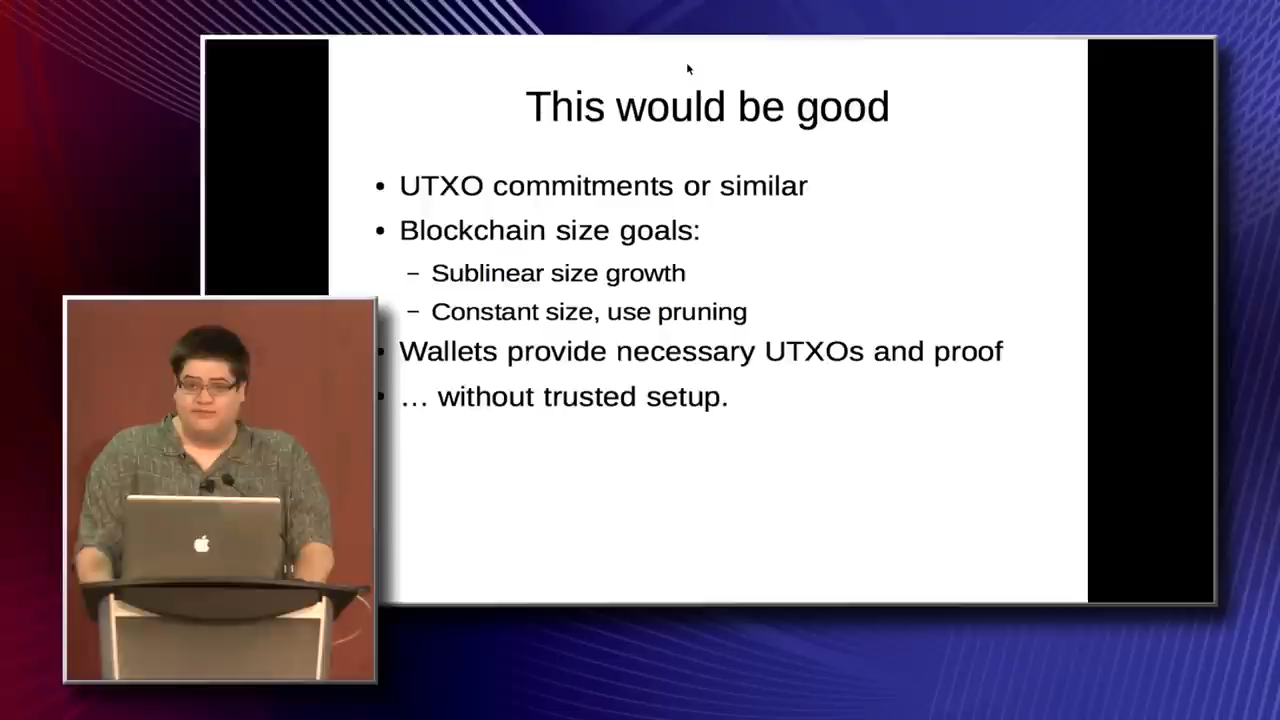 This would be good
• UTXO commitments or similar
• Blockchain size goals:
– Sublinear size growth
– Constant size, use pruning
• Wallets provide necessary UTXOs and proof
• … without trusted setup.